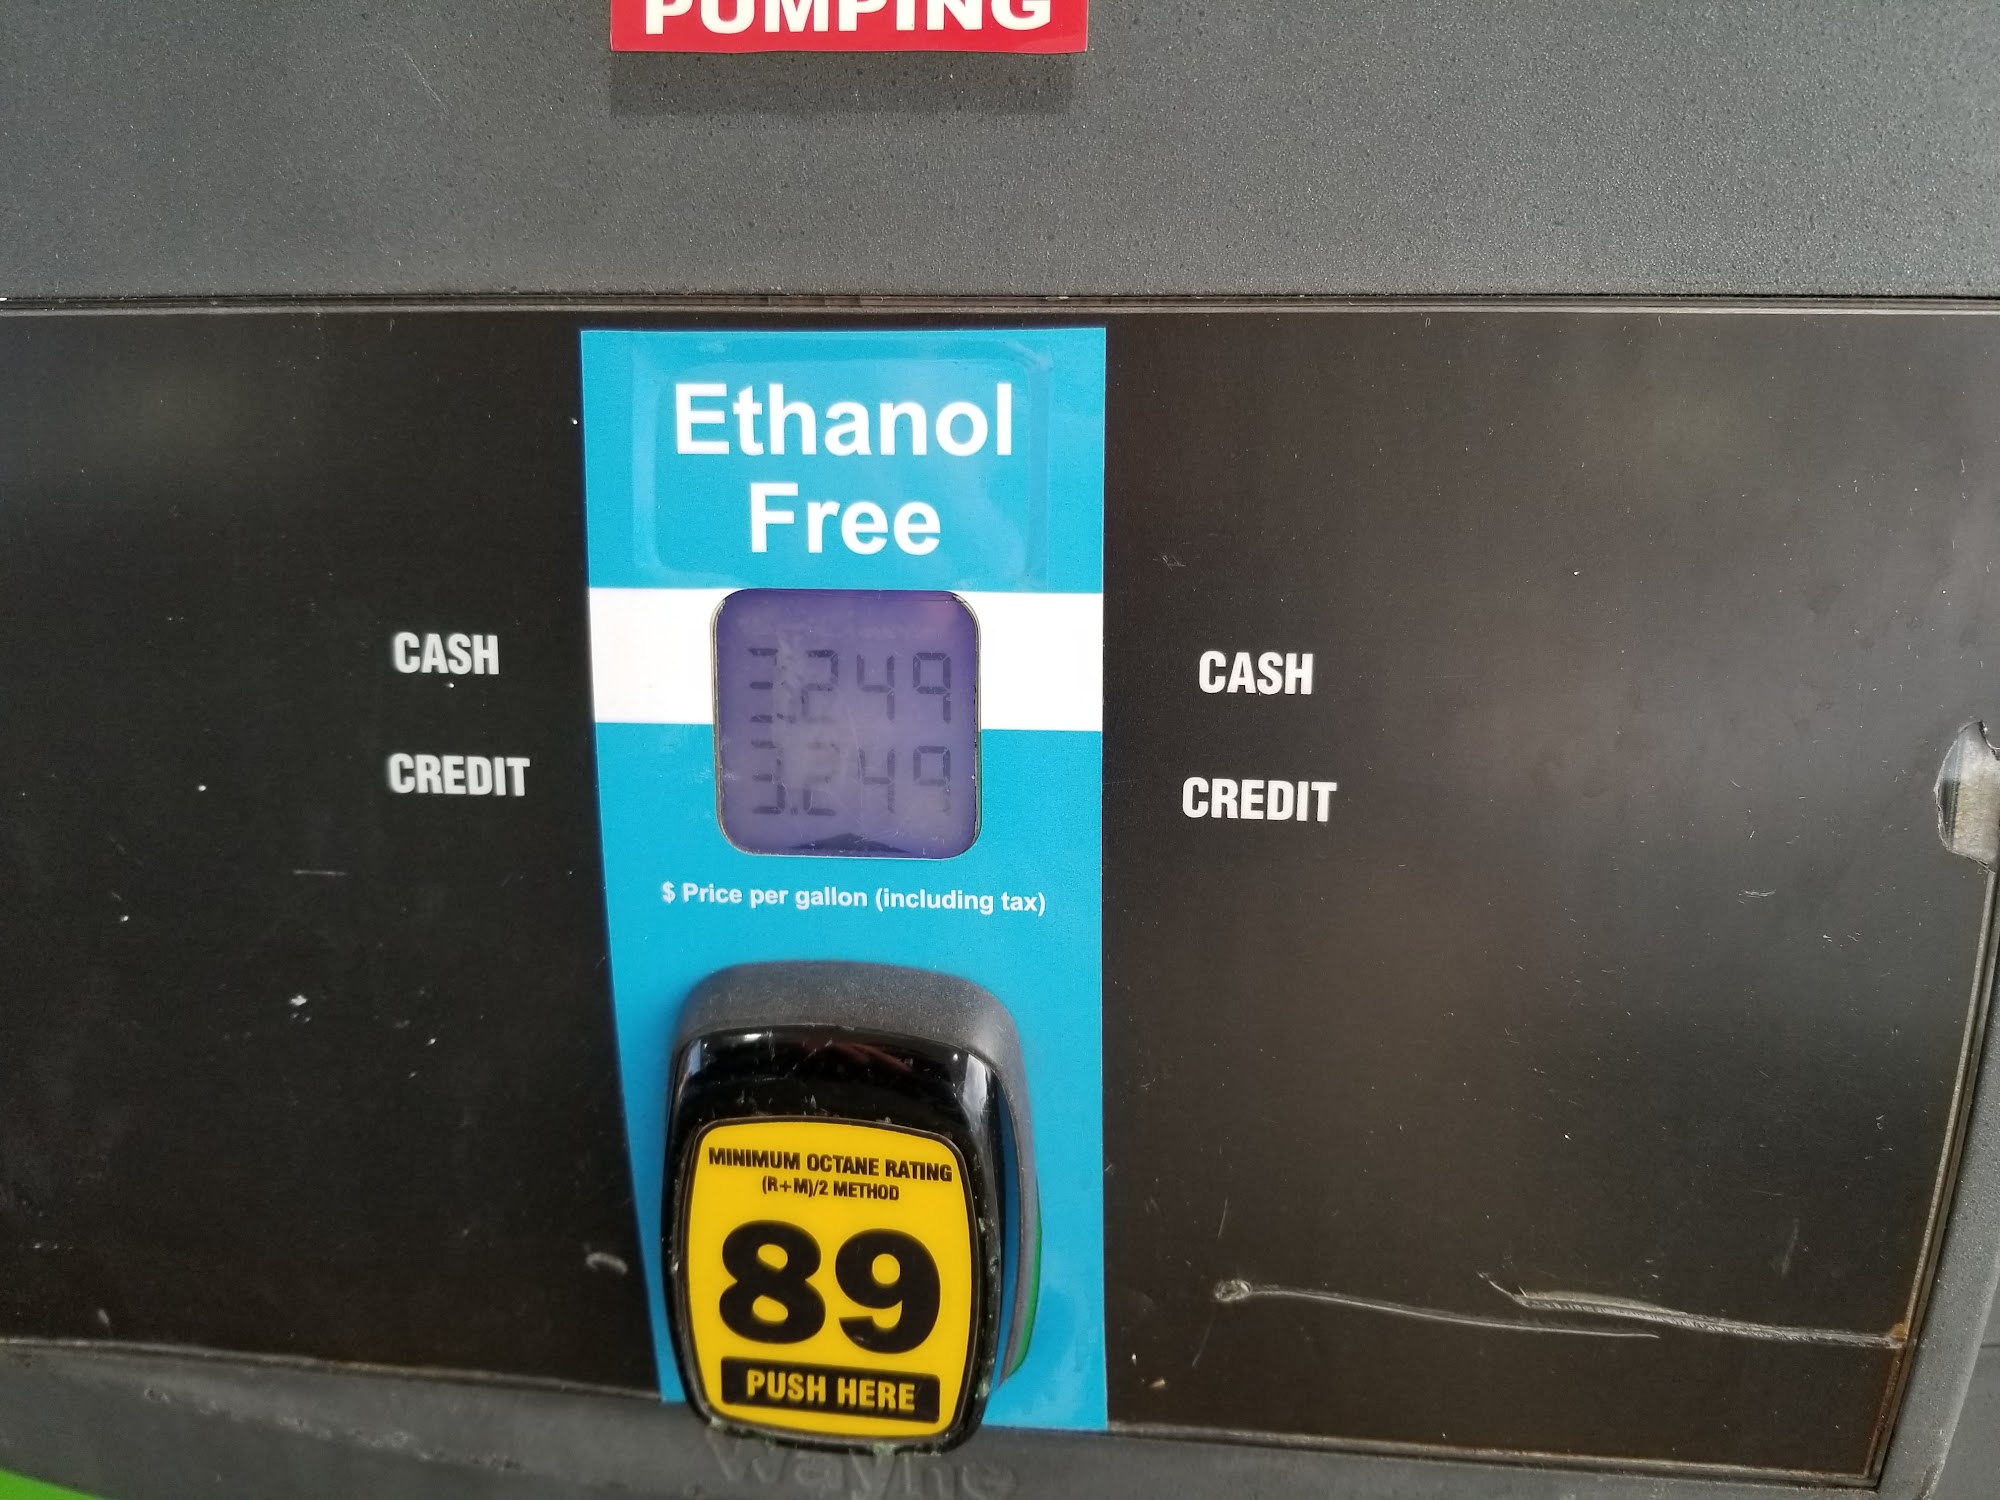 PUMPING
Ethanol
Free
CASH
3.249
CASH
CREDIT
3.249
CREDIT
$ Price per gallon (including tax)
MINIMUM OCTANE RATING
(R+M)/2 METHOD
89
PUSH HERE
wayne